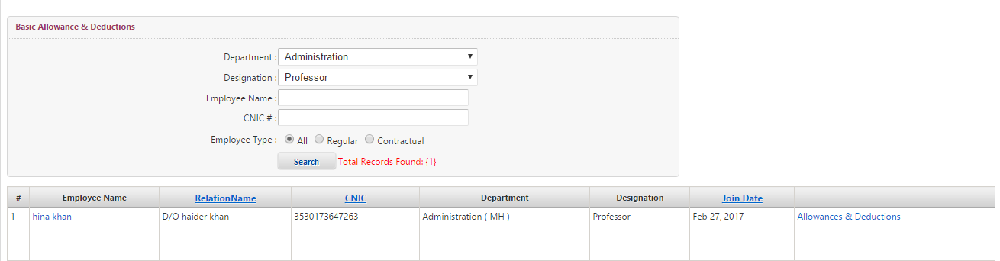 Basic Allowance & Deductions
Department : Administration
Designation : Professor
Employee Name :
CNIC # :
Employee Type : All Regular Contractual
Search Total Records Found: {1}
# Employee Name RelationName CNIC Department Designation Join Date
1 hina khan D/O haider khan 3530173647263 Administration ( MH ) Professor Feb 27, 2017 Allowances & Deductions